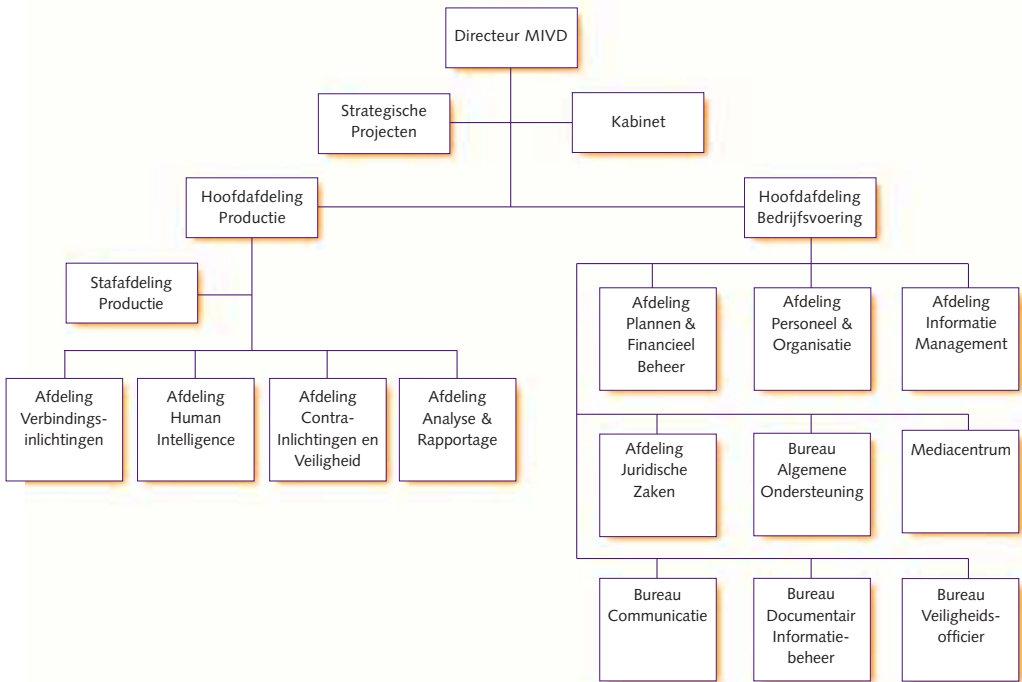 Directeur MIVD
Strategische
Projecten
Kabinet
Hoofdafdeling
Productie
Hoofdafdeling
Bedrijfsvoering
Stafafdeling
Productie
Afdeling
Plannen &
Financieel
Beheer
Afdeling
Personeel &
Organisatie
Afdeling
Informatie
Management
Afdeling
Verbindings-
inlichtingen
Afdeling
Human
Intelligence
Afdeling
Contra-
Inlichtingen en
Veiligheid
Afdeling
Analyse &
Rapportage
Afdeling
Juridische
Zaken
Bureau
Algemene
Ondersteuning
Mediacentrum
Bureau
Communicatie
Bureau
Documentair
Informatie-
beheer
Bureau
Veiligheids-
officier